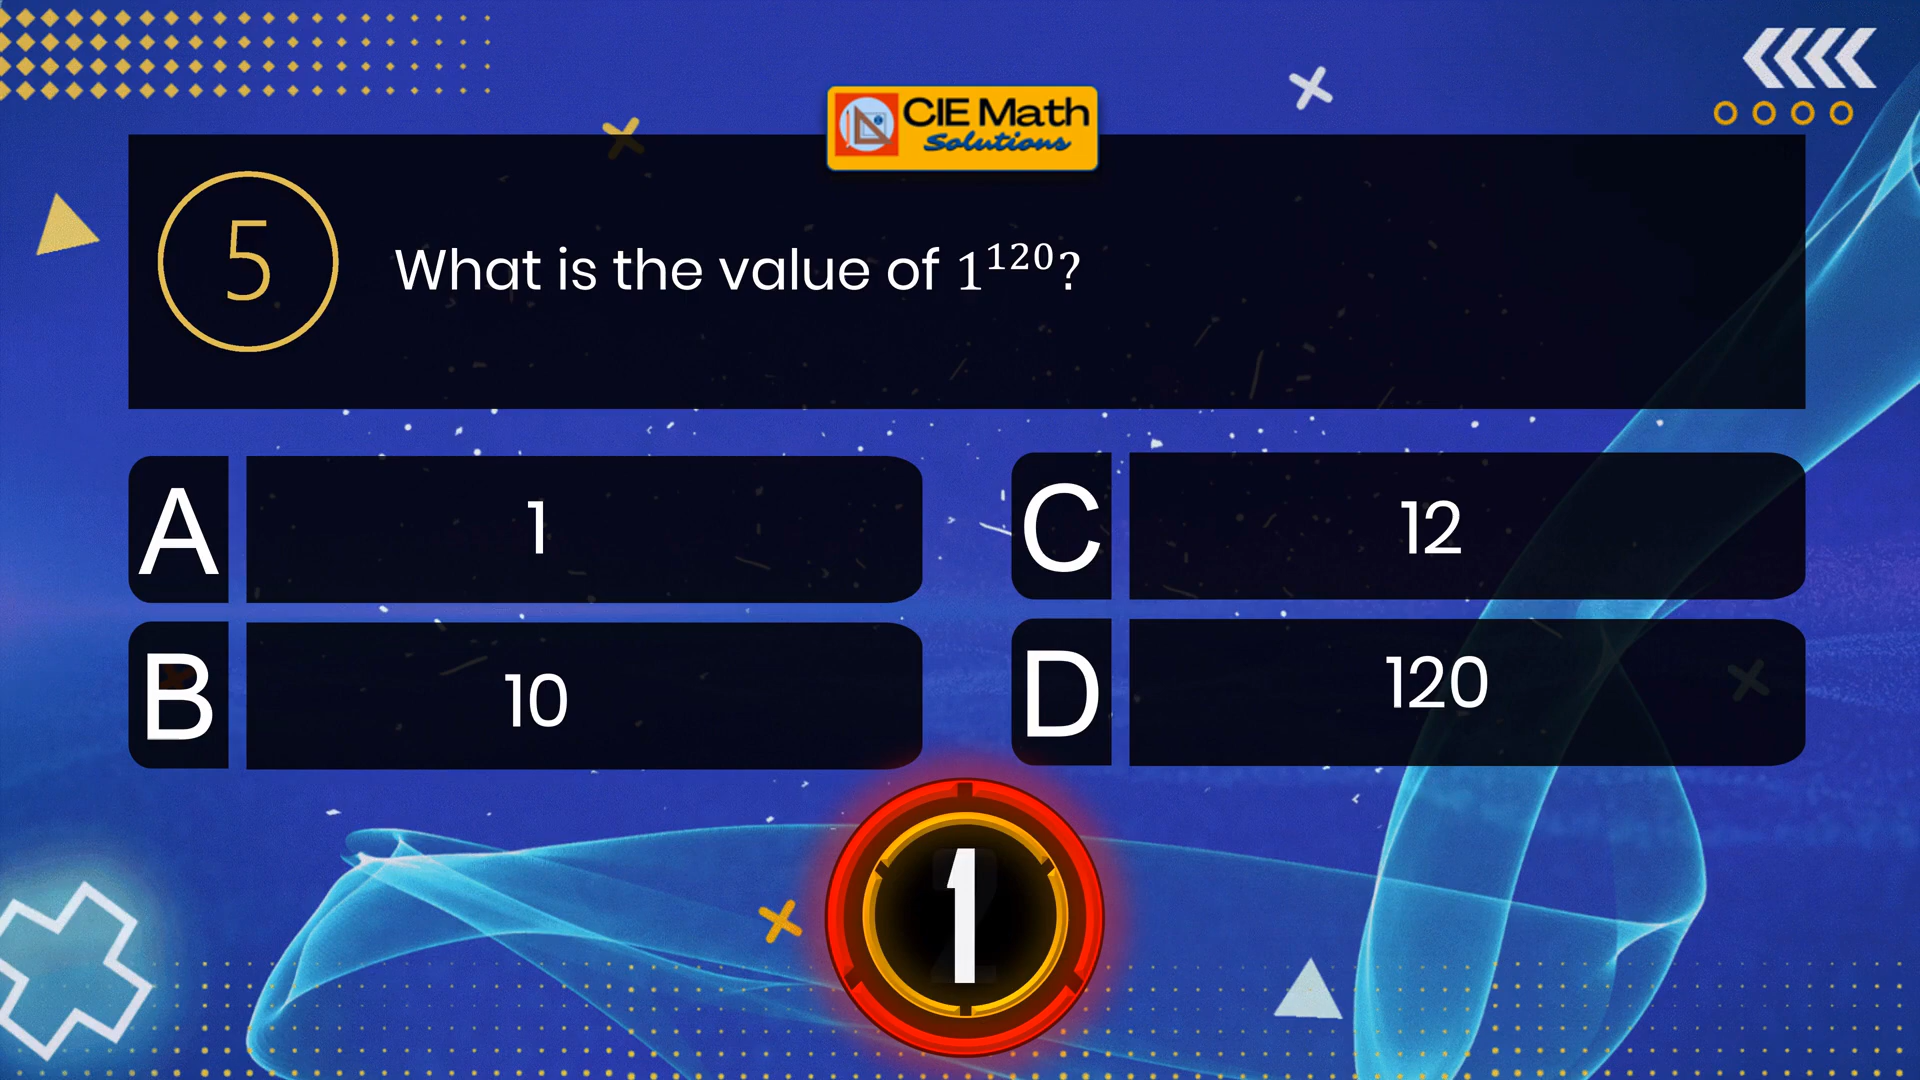 CIE Math
Solutions
5
What is the value of 1¹²⁰?
A
1
C
12
B
10
D
120
1